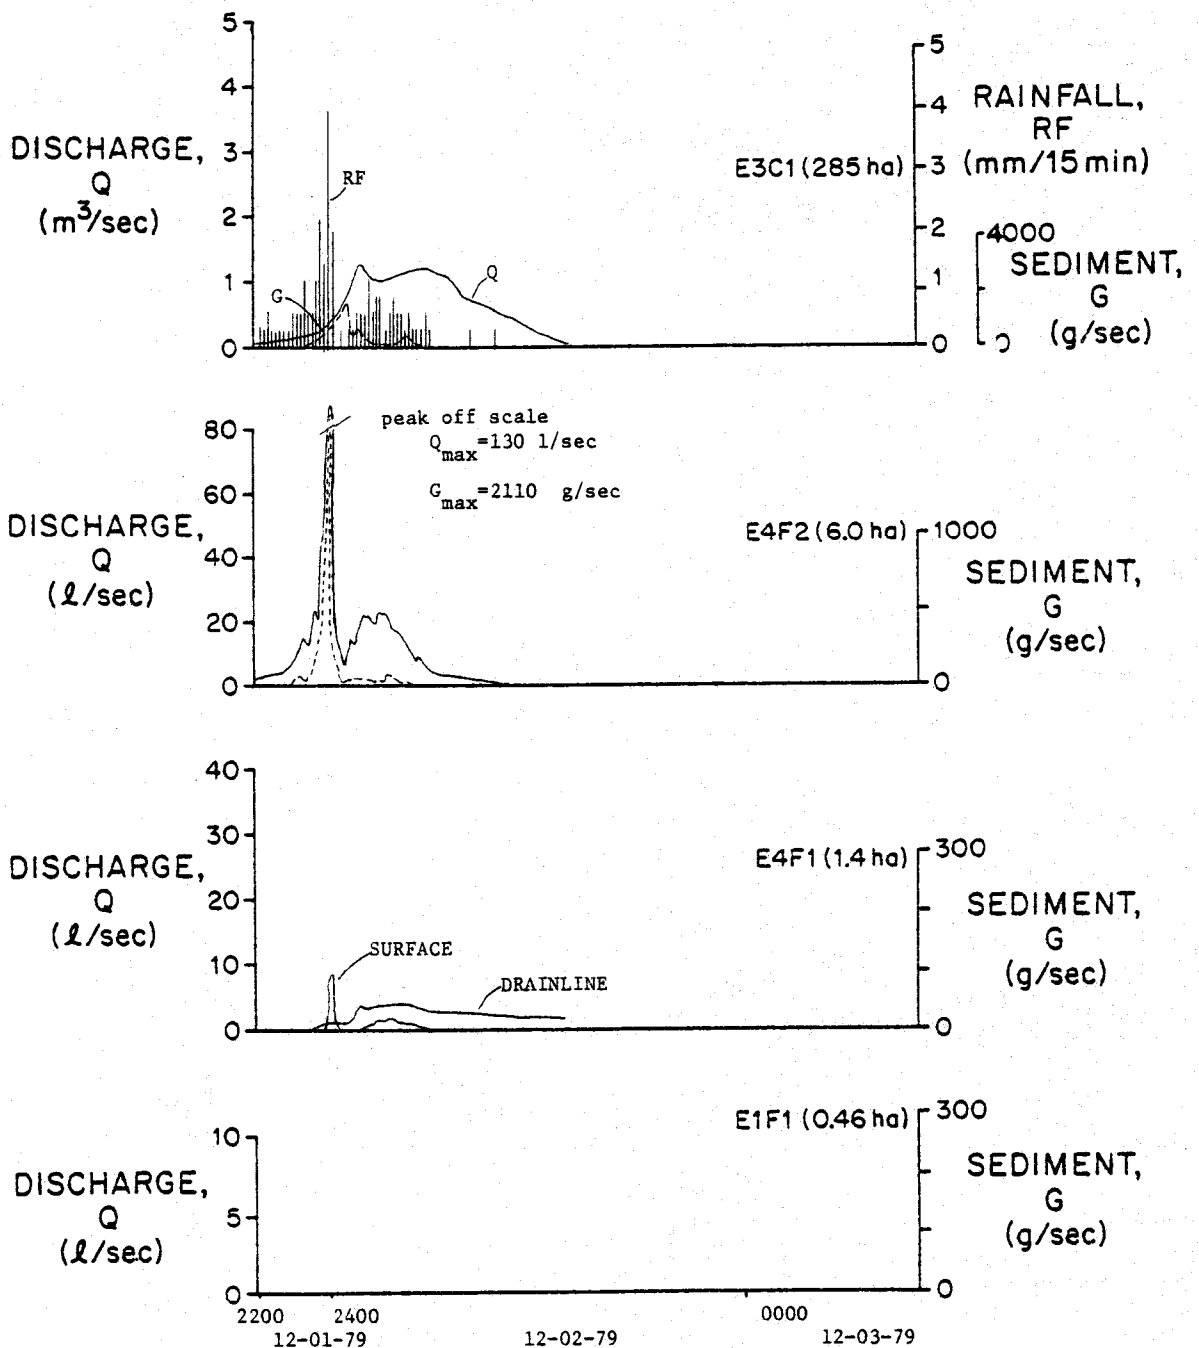 5
4
3
2
1
0
DISCHARGE,
Q
(m³/sec)
RF
G
Q
E3C1 (285 ha)
5
4
3
2
1
0
RAINFALL,
RF
(mm/15 min)
4000
0
SEDIMENT,
G
(g/sec)
80
60
40
20
0
DISCHARGE,
Q
(ℓ/sec)
peak off scale
Qmax=130 l/sec
Gmax=2110 g/sec
E4F2 (6.0 ha)
1000
0
SEDIMENT,
G
(g/sec)
40
30
20
10
0
DISCHARGE,
Q
(ℓ/sec)
SURFACE
DRAINLINE
E4F1 (1.4 ha)
300
0
SEDIMENT,
G
(g/sec)
10
5
0
DISCHARGE,
Q
(ℓ/sec)
E1F1 (0.46 ha)
300
0
SEDIMENT,
G
(g/sec)
2200 2400 0000
12-01-79 12-02-79 12-03-79